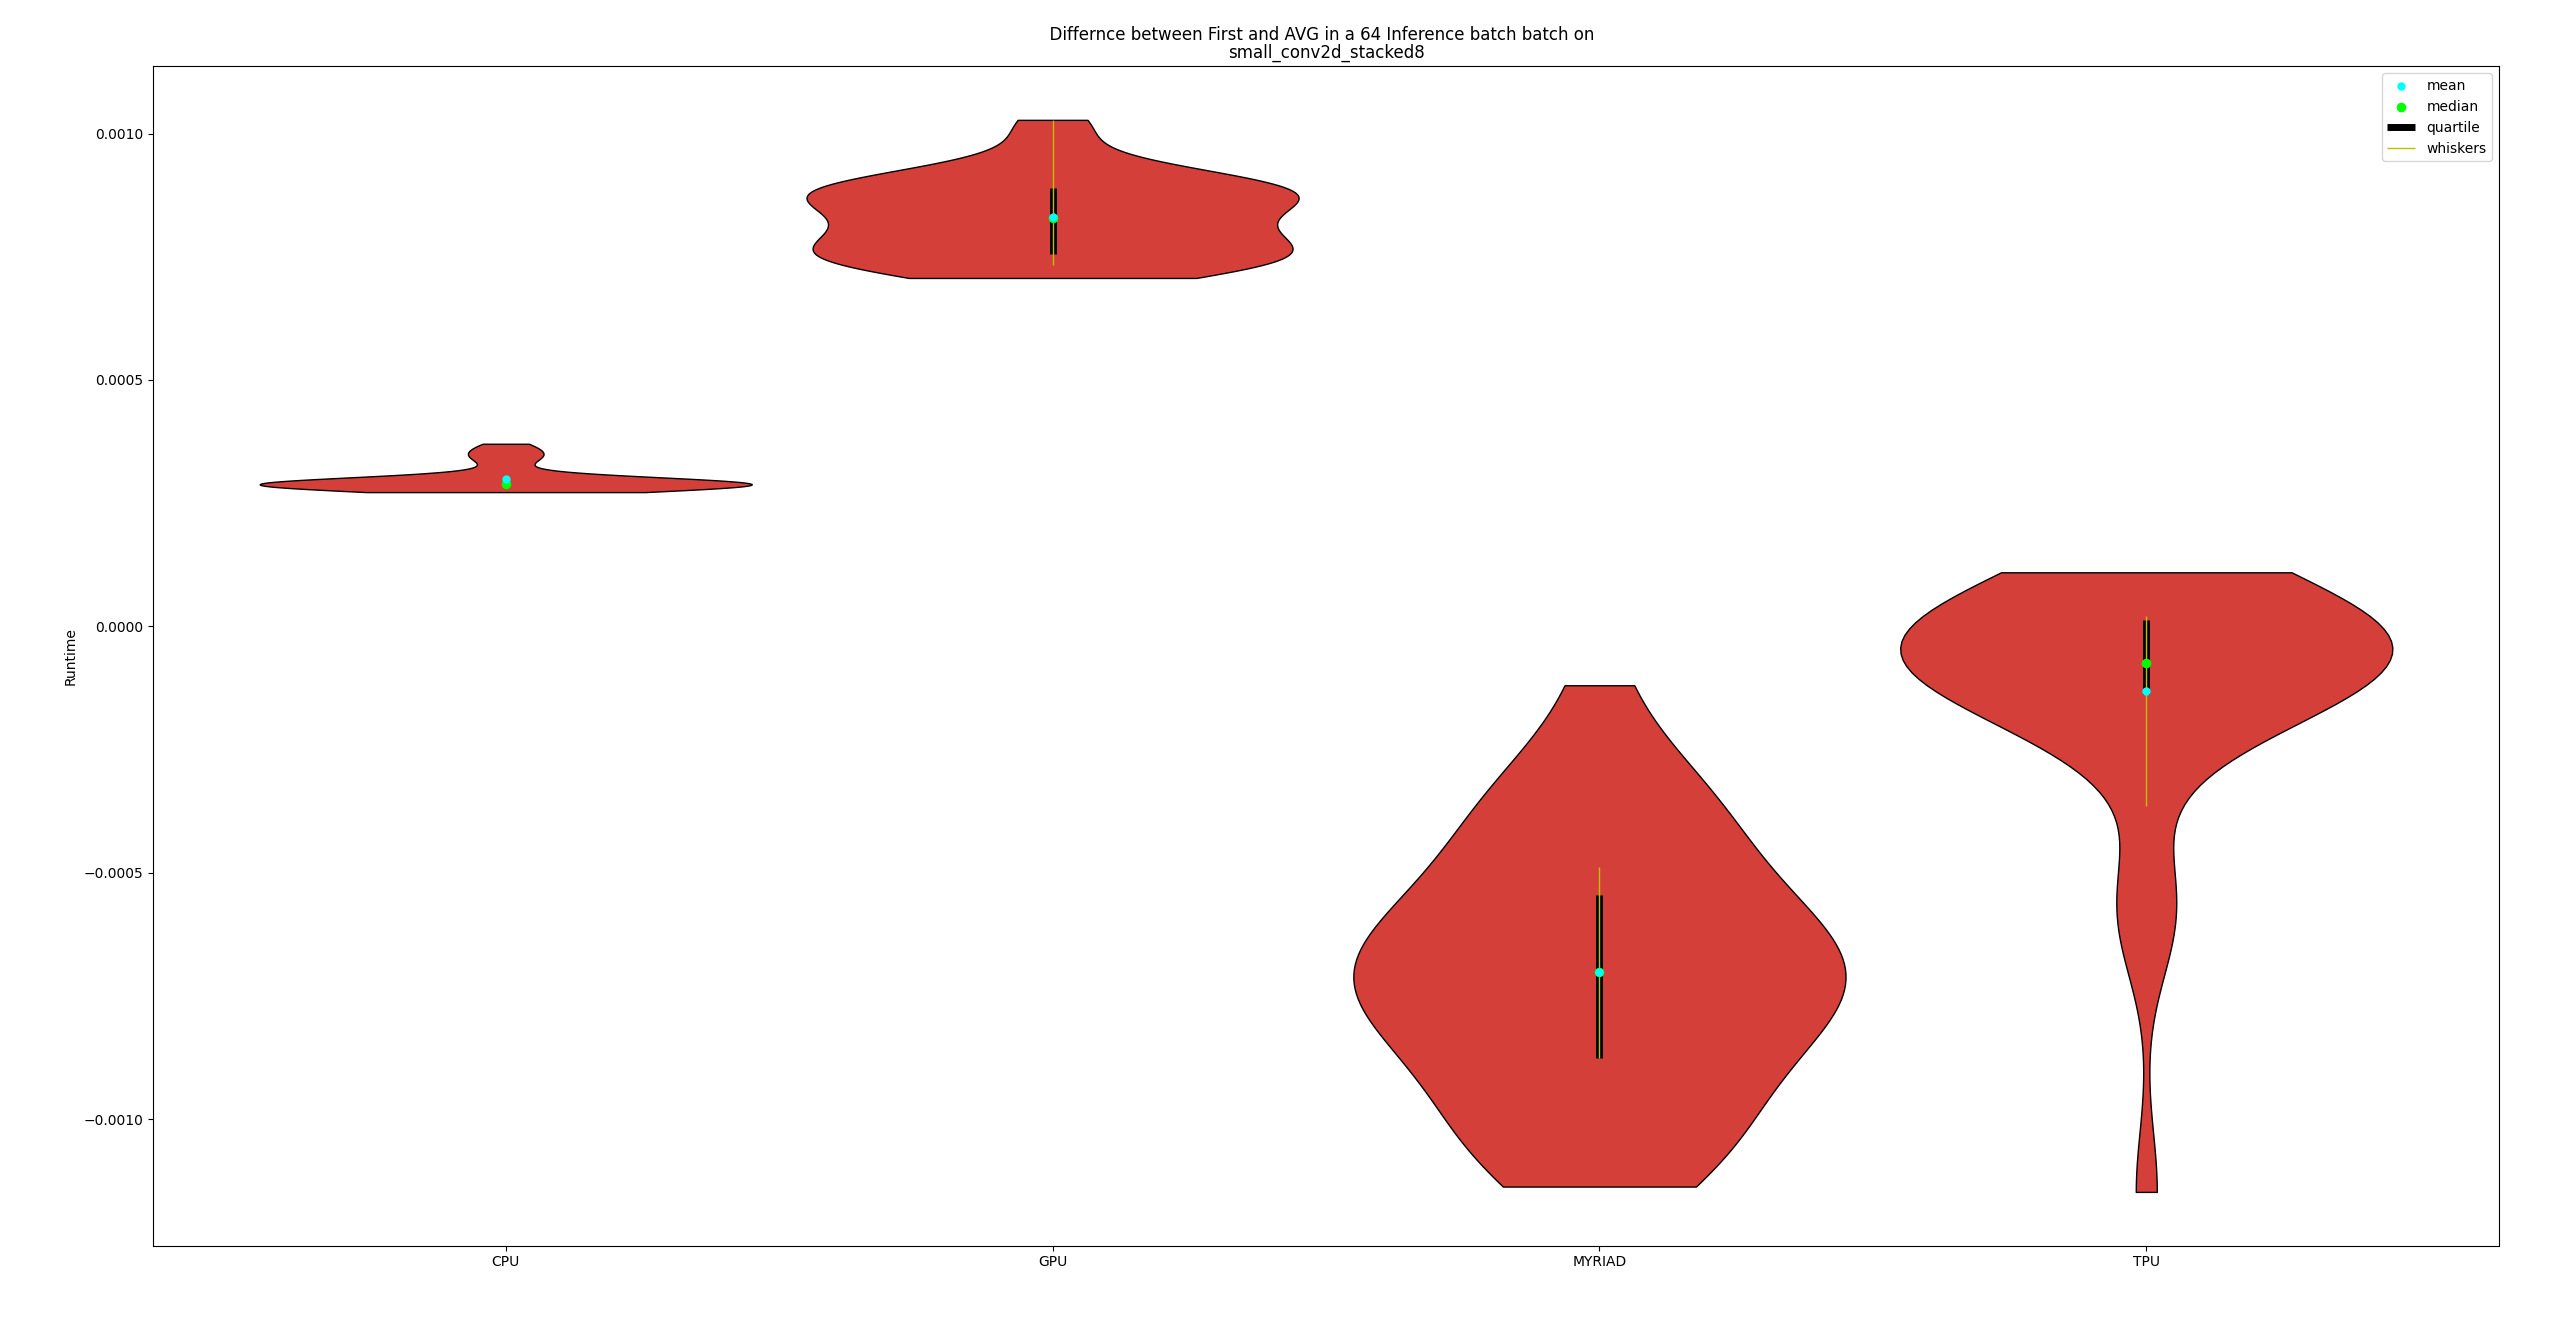 Differnce between First and AVG in a 64 Inference batch batch on
small_conv2d_stacked8
mean
median
quartile
whiskers
0.0010
0.0005
0.0000
−0.0005
−0.0010
Runtime
CPU GPU MYRIAD TPU